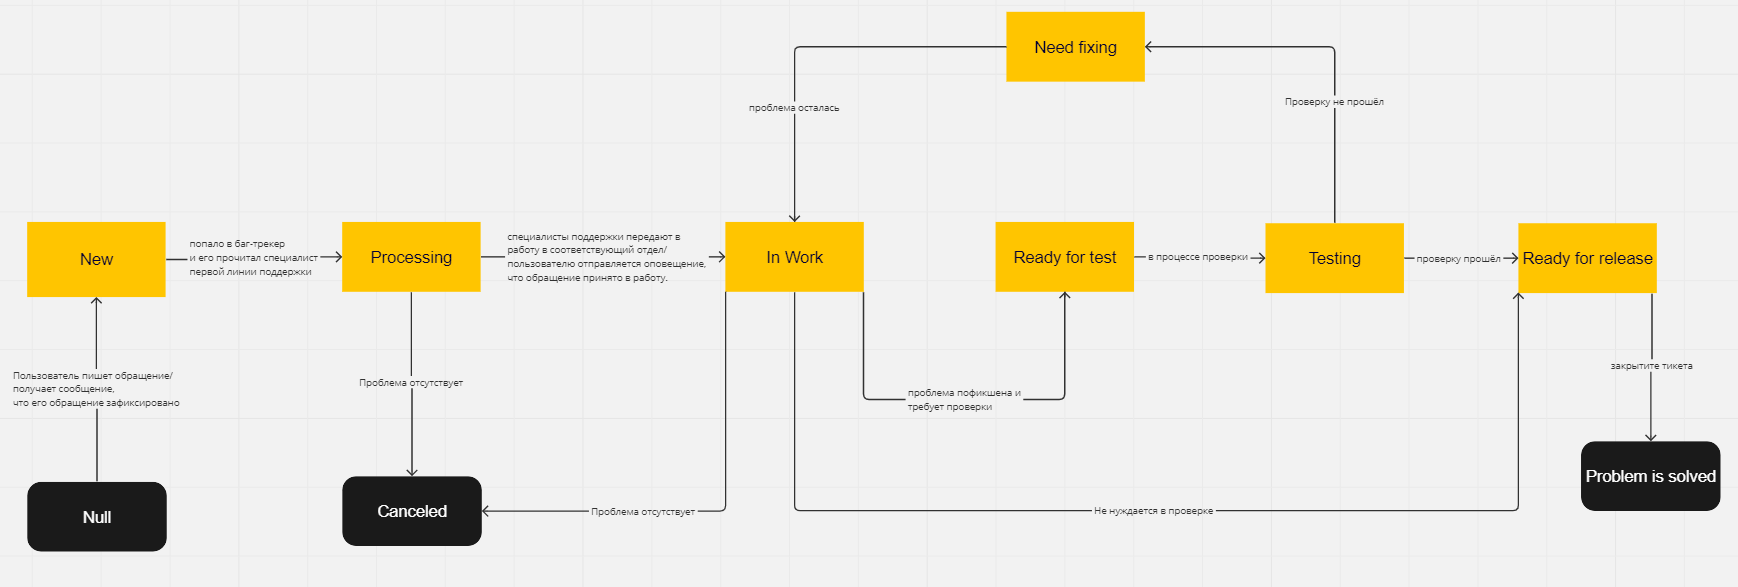 Need fixing
проблема осталась
Проверку не прошёл
New
попало в баг-трекер
и его прочитал специалист
первой линии поддержки
Processing
специалисты поддержки передают в
работу в соответствующий отдел/
пользователю отправляется оповещение,
что обращение принято в работу.
In Work
Ready for test
в процессе проверки
Testing
проверку прошёл
Ready for release
Пользователь пишет обращение/
получает сообщение,
что его обращение зафиксировано
Проблема отсутствует
проблема пофикшена и
требует проверки
закрытите тикета
Null
Canceled
Проблема отсутствует
Не нуждается в проверке
Problem is solved